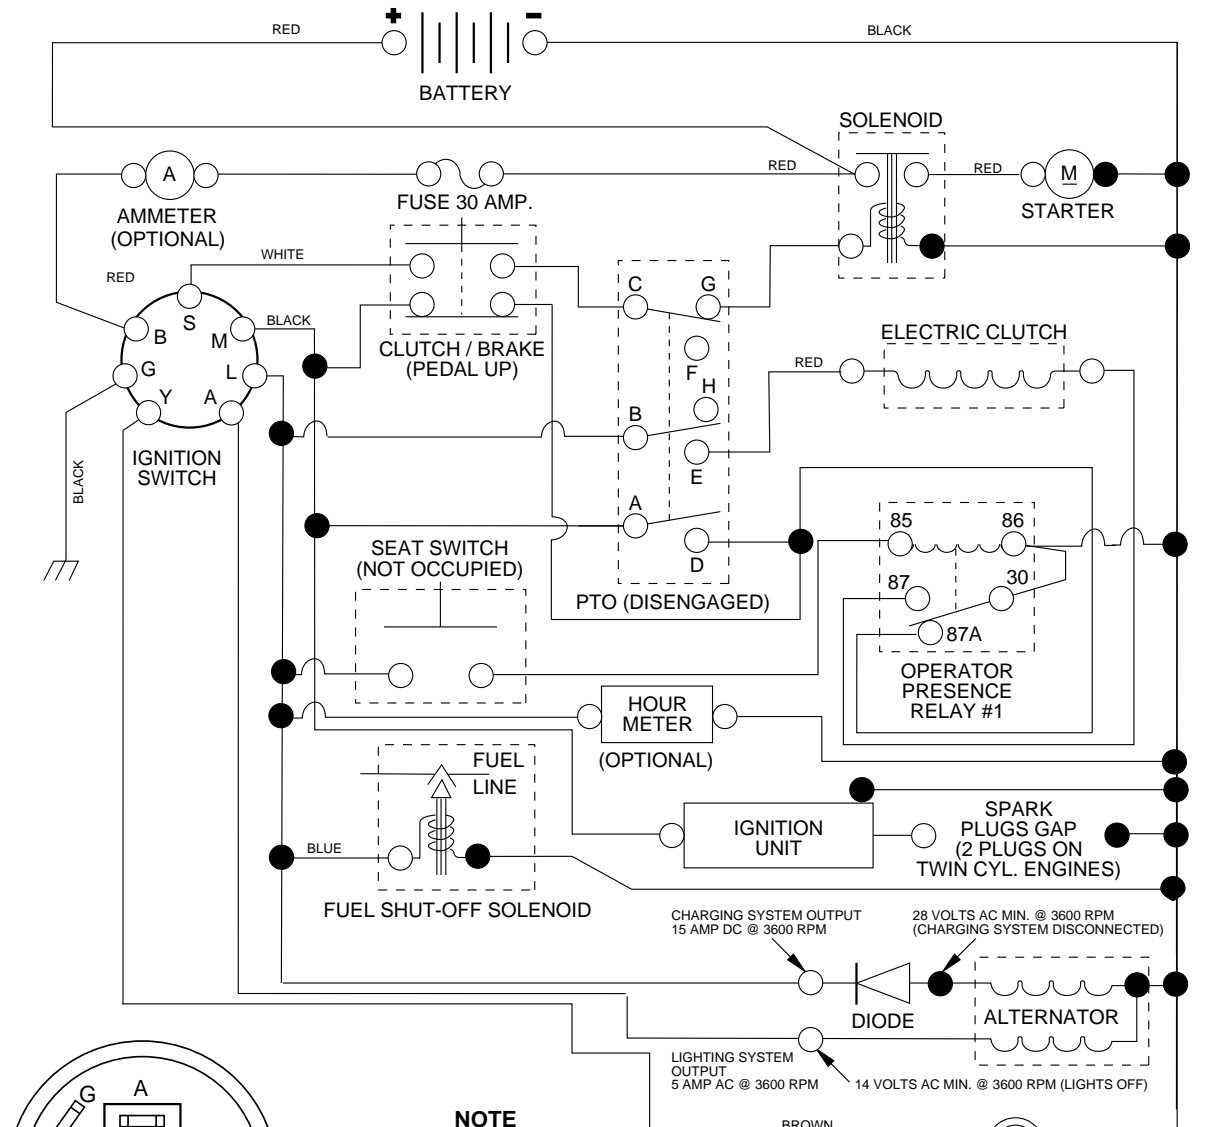 RED
+
-
BLACK
BATTERY
SOLENOID
A
AMMETER
(OPTIONAL)
FUSE 30 AMP.
RED
RED
M
STARTER
RED
WHITE
S
B
M
G
L
Y
A
BLACK
IGNITION
SWITCH
BLACK
CLUTCH / BRAKE
(PEDAL UP)
C
G
F
H
B
E
A
D
PTO (DISENGAGED)
ELECTRIC CLUTCH
RED
85
86
87
30
87A
OPERATOR
PRESENCE
RELAY #1
SEAT SWITCH
(NOT OCCUPIED)
HOUR
METER
(OPTIONAL)
FUEL
LINE
BLUE
FUEL SHUT-OFF SOLENOID
IGNITION
UNIT
SPARK
PLUGS GAP
(2 PLUGS ON
TWIN CYL. ENGINES)
CHARGING SYSTEM OUTPUT
15 AMP DC @ 3600 RPM
28 VOLTS AC MIN. @ 3600 RPM
(CHARGING SYSTEM DISCONNECTED)
DIODE
ALTERNATOR
LIGHTING SYSTEM
OUTPUT
5 AMP AC @ 3600 RPM
14 VOLTS AC MIN. @ 3600 RPM (LIGHTS OFF)
G
A
NOTE
BROWN